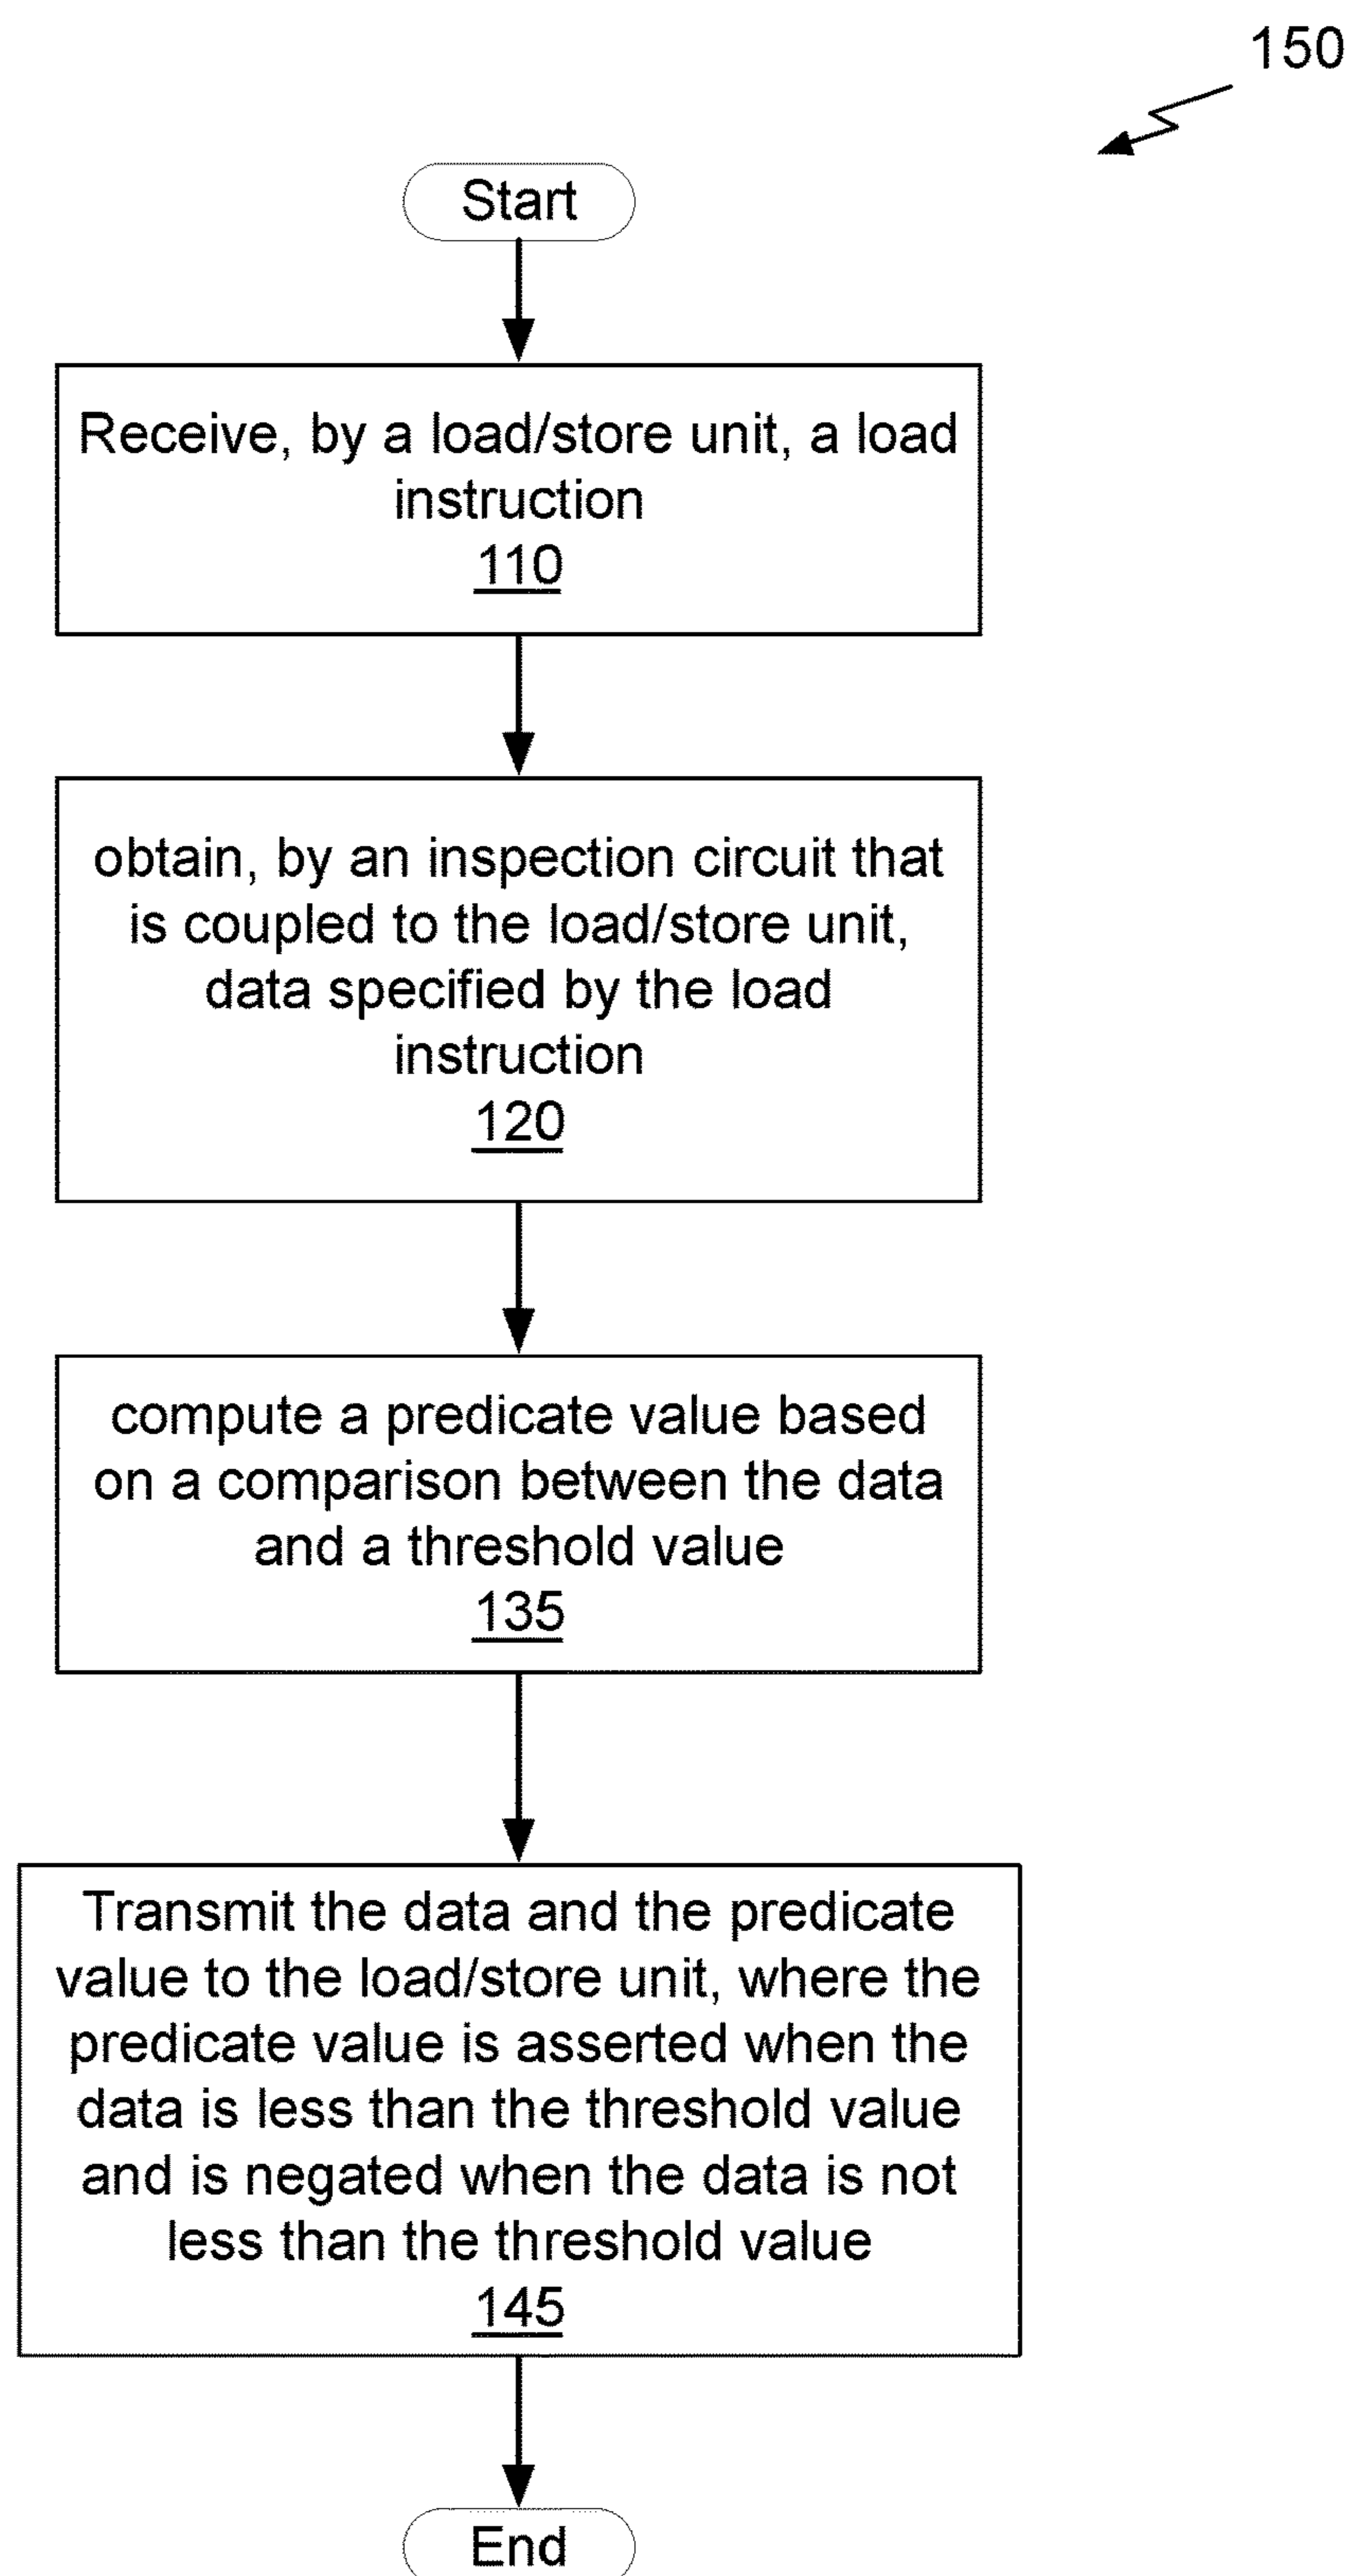 150
Start
Receive, by a load/store unit, a load
instruction
110
obtain, by an inspection circuit that
is coupled to the load/store unit,
data specified by the load
instruction
120
compute a predicate value based
on a comparison between the data
and a threshold value
135
Transmit the data and the predicate
value to the load/store unit, where the
predicate value is asserted when the
data is less than the threshold value
and is negated when the data is not
less than the threshold value
145
End